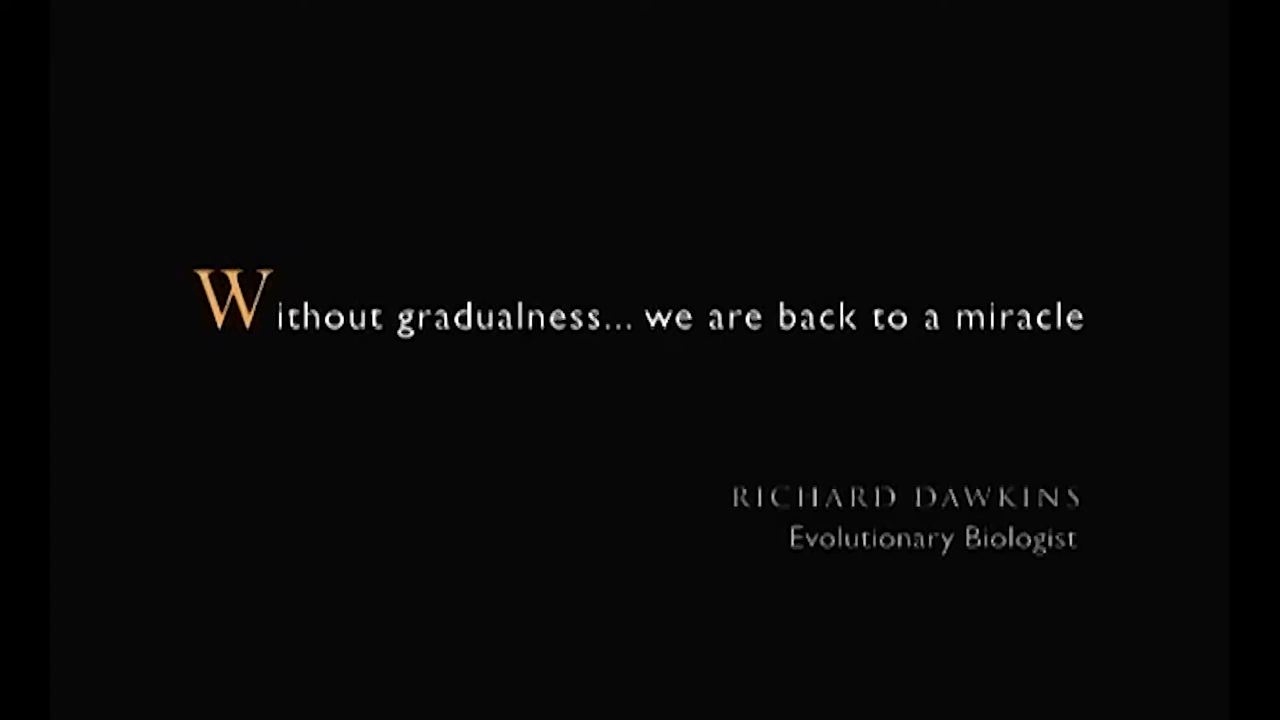 Without gradualness... we are back to a miracle
RICHARD DAWKINS
Evolutionary Biologist